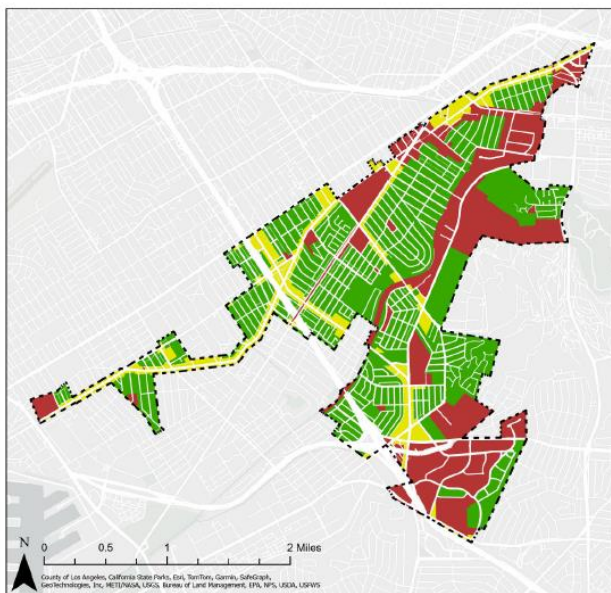 N
0 0.5 1 2 Miles
County of Los Angeles, California State Parks, Esri, TomTom, Garmin, SafeGraph,
GeoTechnologies, Inc, METI/NASA, USGS, Bureau of Land Management, EPA, NPS, USDA, USFWS